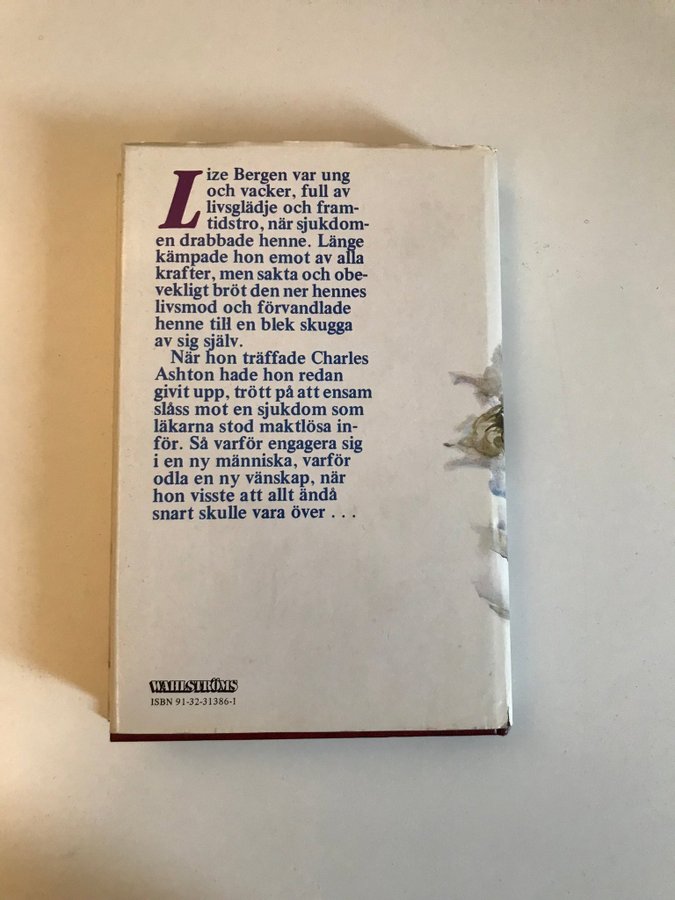 Lize Bergen var ung
och vacker, full av
livsglädje och fram-
tidstro, när sjukdom-
en drabbade henne. Länge
kämpade hon emot av alla
krafter, men sakta och obe-
vekligt bröt den ner hennes
livsmod och förvandlade
henne till en blek skugga
av sig själv.
När hon träffade Charles
Ashton hade hon redan
givit upp, trött på att ensam
slåss mot en sjukdom som
läkarna stod maktlösa in-
för. Så varför engagera sig
i en ny människa, varför
odla en ny vänskap, när
hon visste att allt ändå
snart skulle vara över . . .
WAHLSTRÖMS
ISBN 91-32-31386-1